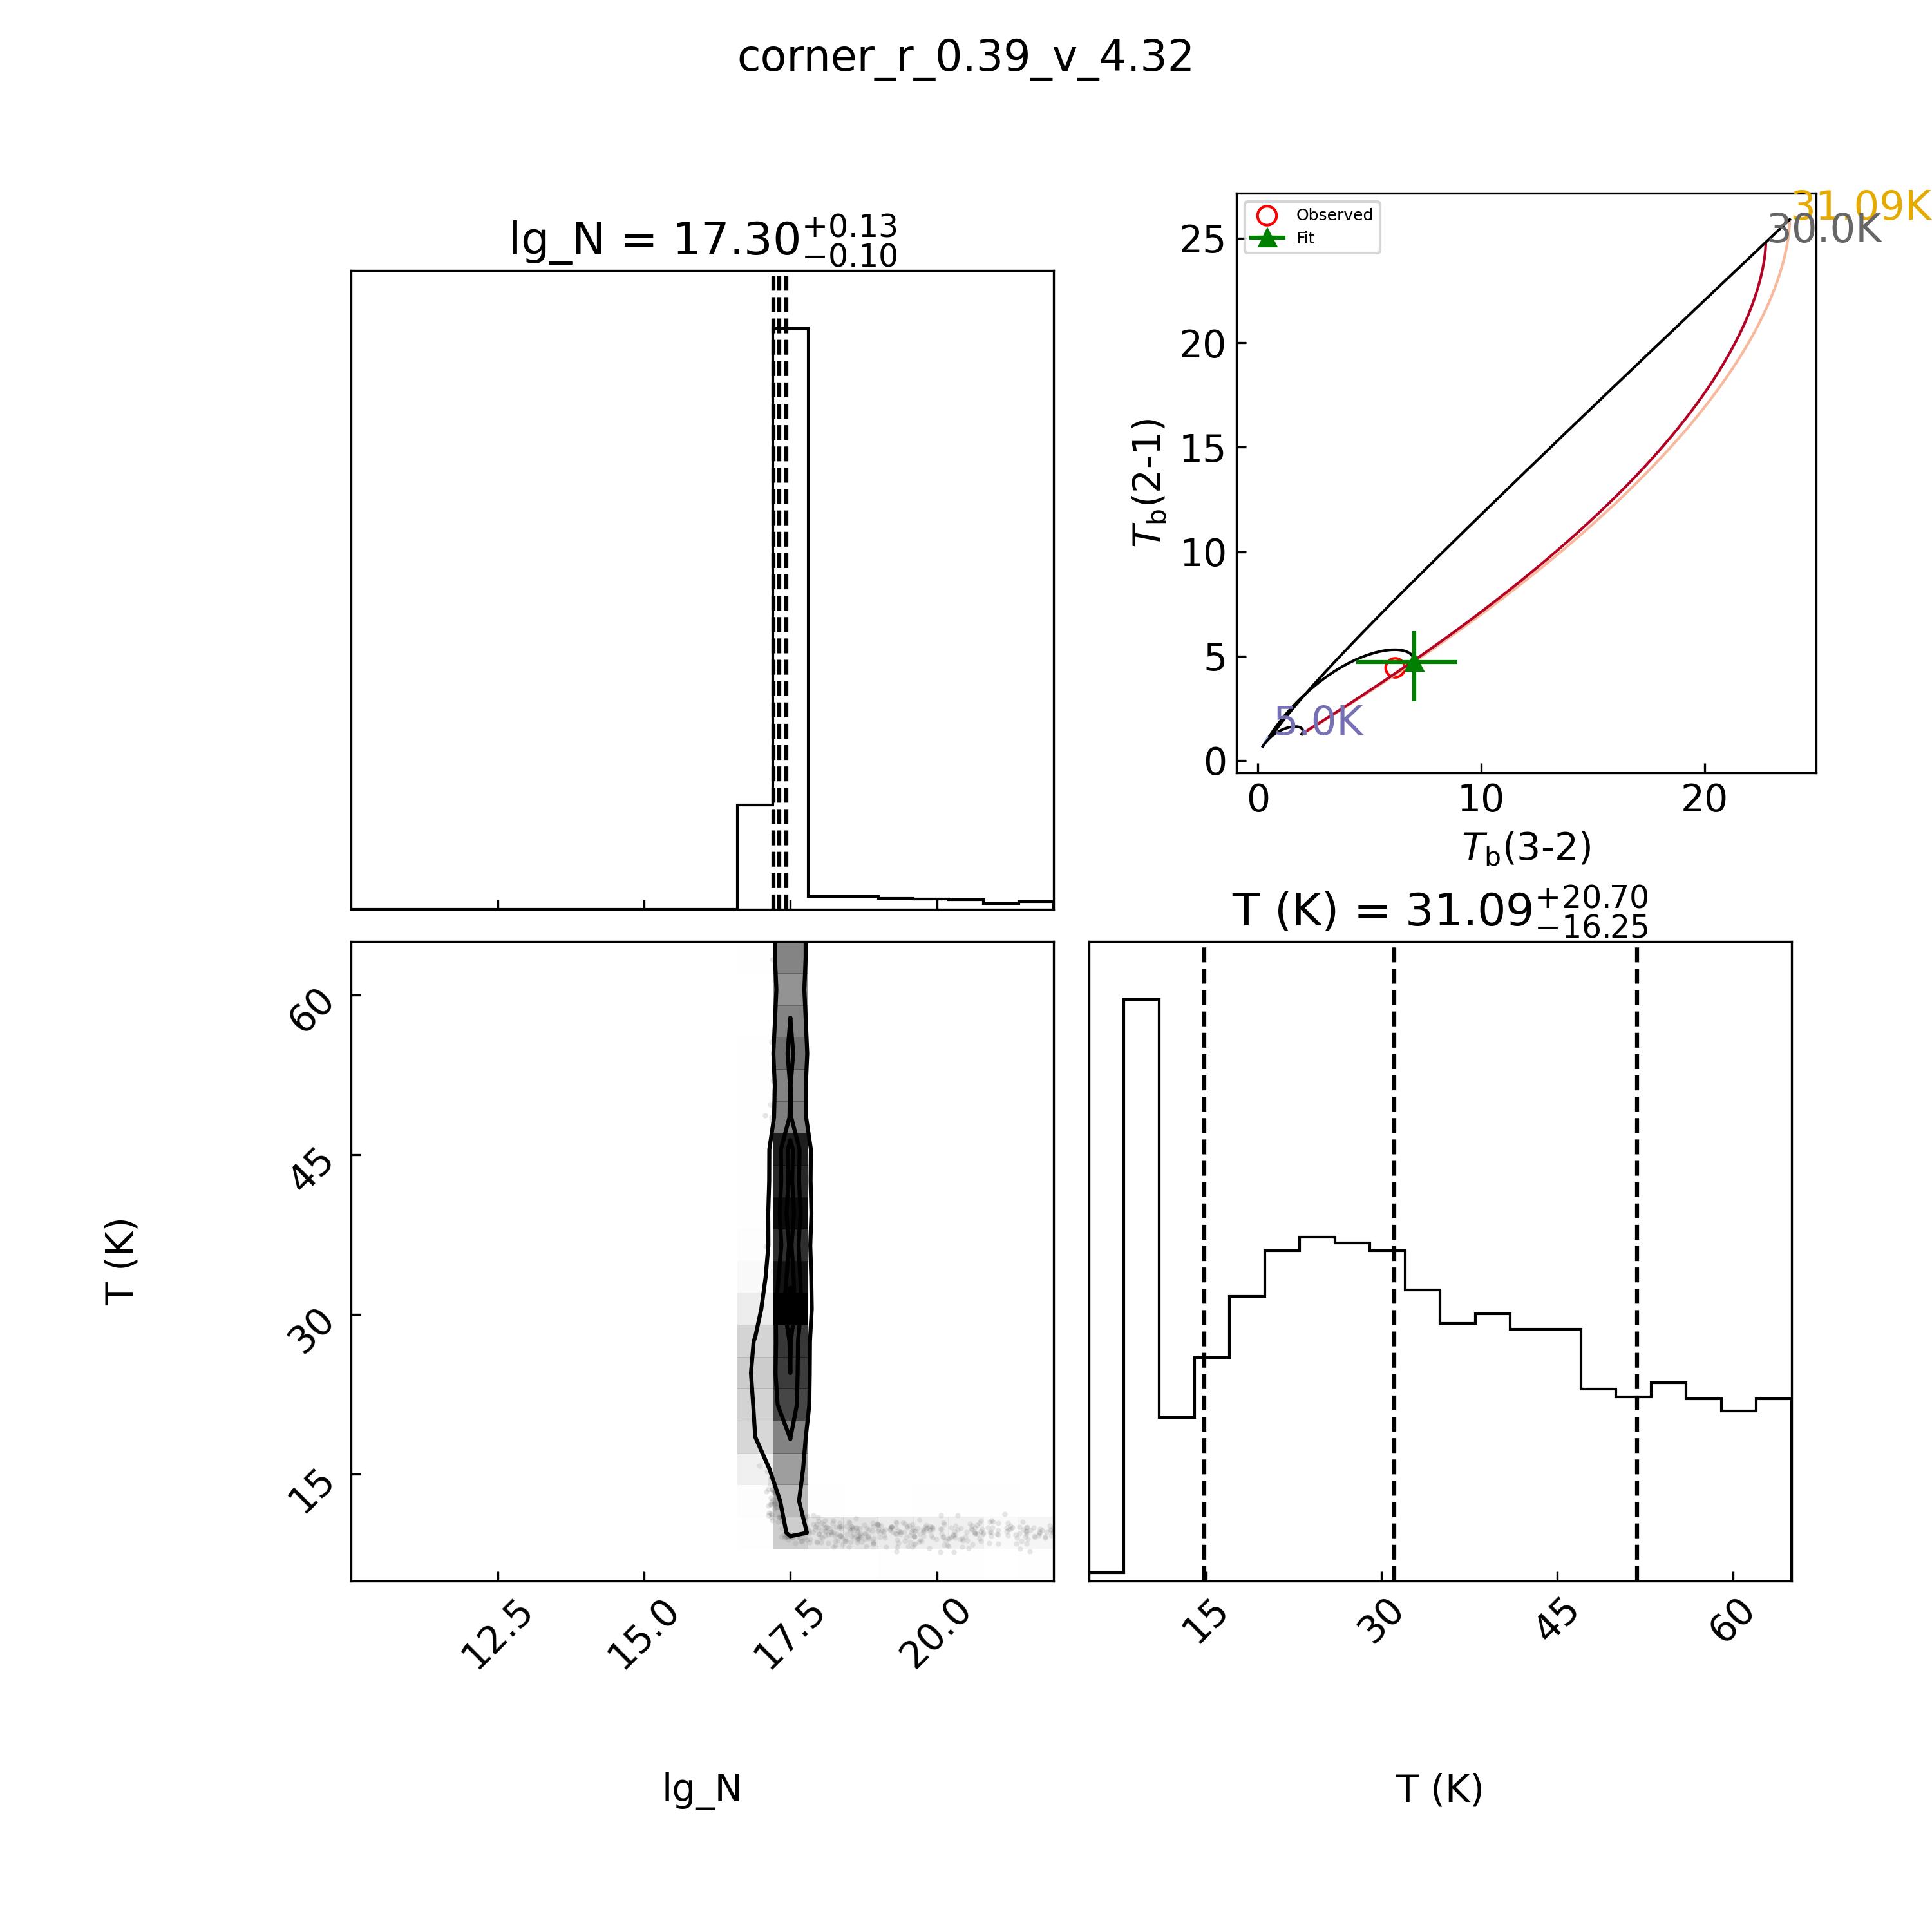 corner_r_0.39_v_4.32
lg_N = 17.30+0.13−0.10
31.09K
30.0K
Observed
Fit
25
20
15
10
5
0
5.0K
Tb(2-1)
0 10 20
Tb(3-2)
T (K) = 31.09+20.70−16.25
60
45
30
15
T (K)
12.5 15.0 17.5 20.0
15 30 45 60
lg_N
T (K)